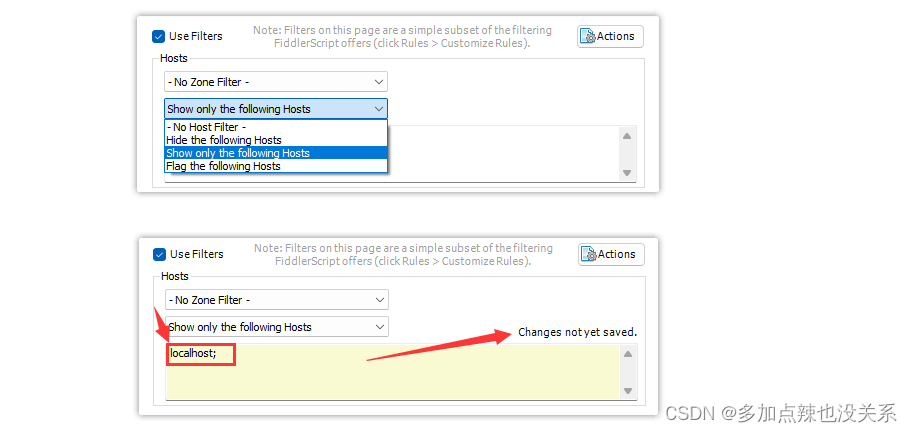 Use Filters
Note: Filters on this page are a simple subset of the filtering
FiddlerScript offers (click Rules > Customize Rules).
Actions
Hosts
- No Zone Filter -
Show only the following Hosts
- No Host Filter -
Hide the following Hosts
Show only the following Hosts
Flag the following Hosts
Use Filters
Note: Filters on this page are a simple subset of the filtering
FiddlerScript offers (click Rules > Customize Rules).
Actions
Hosts
- No Zone Filter -
Show only the following Hosts
Changes not yet saved.
localhost;
CSDN @多加点辣也没关系